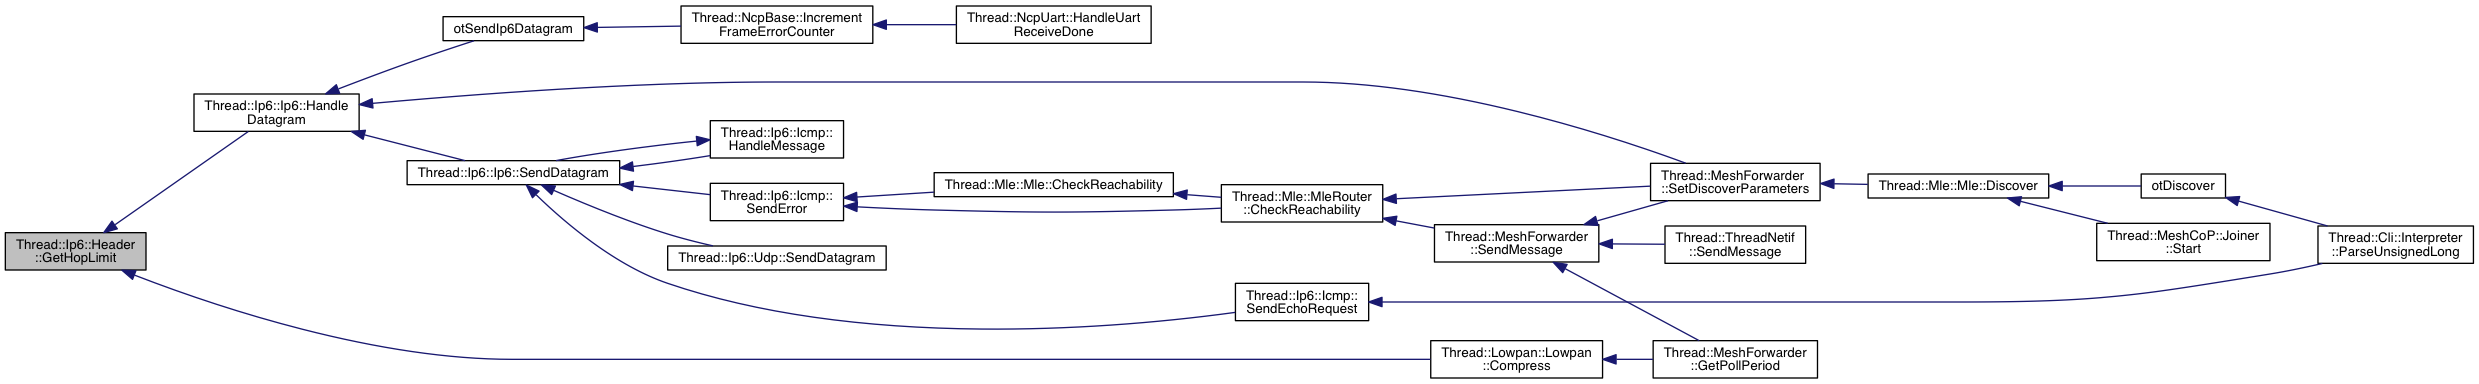 Thread::NcpBase::Increment
FrameErrorCounter
Thread::NcpUart::HandleUart
ReceiveDone
otSendIp6Datagram
Thread::Ip6::Ip6::Handle
Datagram
Thread::Ip6::Icmp::
HandleMessage
Thread::Ip6::Ip6::SendDatagram
Thread::Ip6::Icmp::
SendError
Thread::Mle::Mle::CheckReachability
Thread::Mle::MleRouter
::CheckReachability
Thread::MeshForwarder
::SetDiscoverParameters
Thread::Mle::Mle::Discover
otDiscover
Thread::Ip6::Header
::GetHopLimit
Thread::Ip6::Udp::SendDatagram
Thread::MeshForwarder
::SendMessage
Thread::ThreadNetif
::SendMessage
Thread::MeshCoP::Joiner
::Start
Thread::Cli::Interpreter
::ParseUnsignedLong
Thread::Ip6::Icmp::
SendEchoRequest
Thread::Lowpan::Lowpan
::Compress
Thread::MeshForwarder
::GetPollPeriod